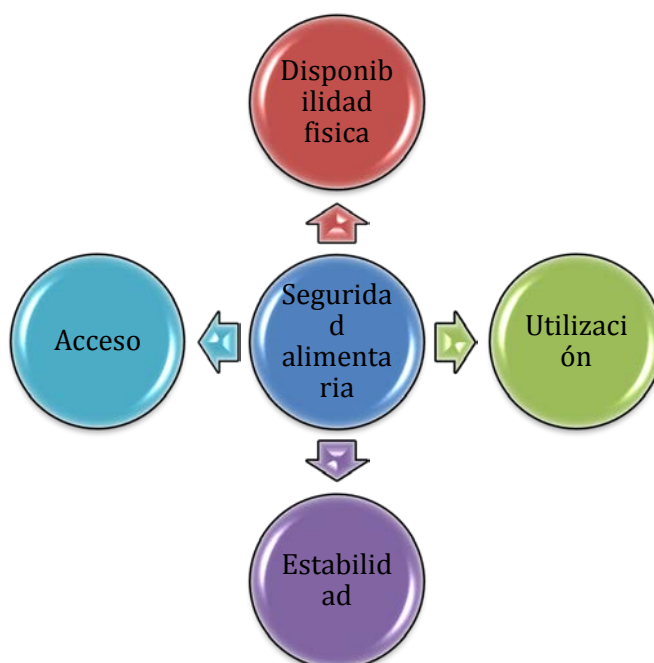 Disponib
ilidad
fisica
Acceso
Segurida
d
alimenta
ria
Utilizaci
ón
Estabilid
ad